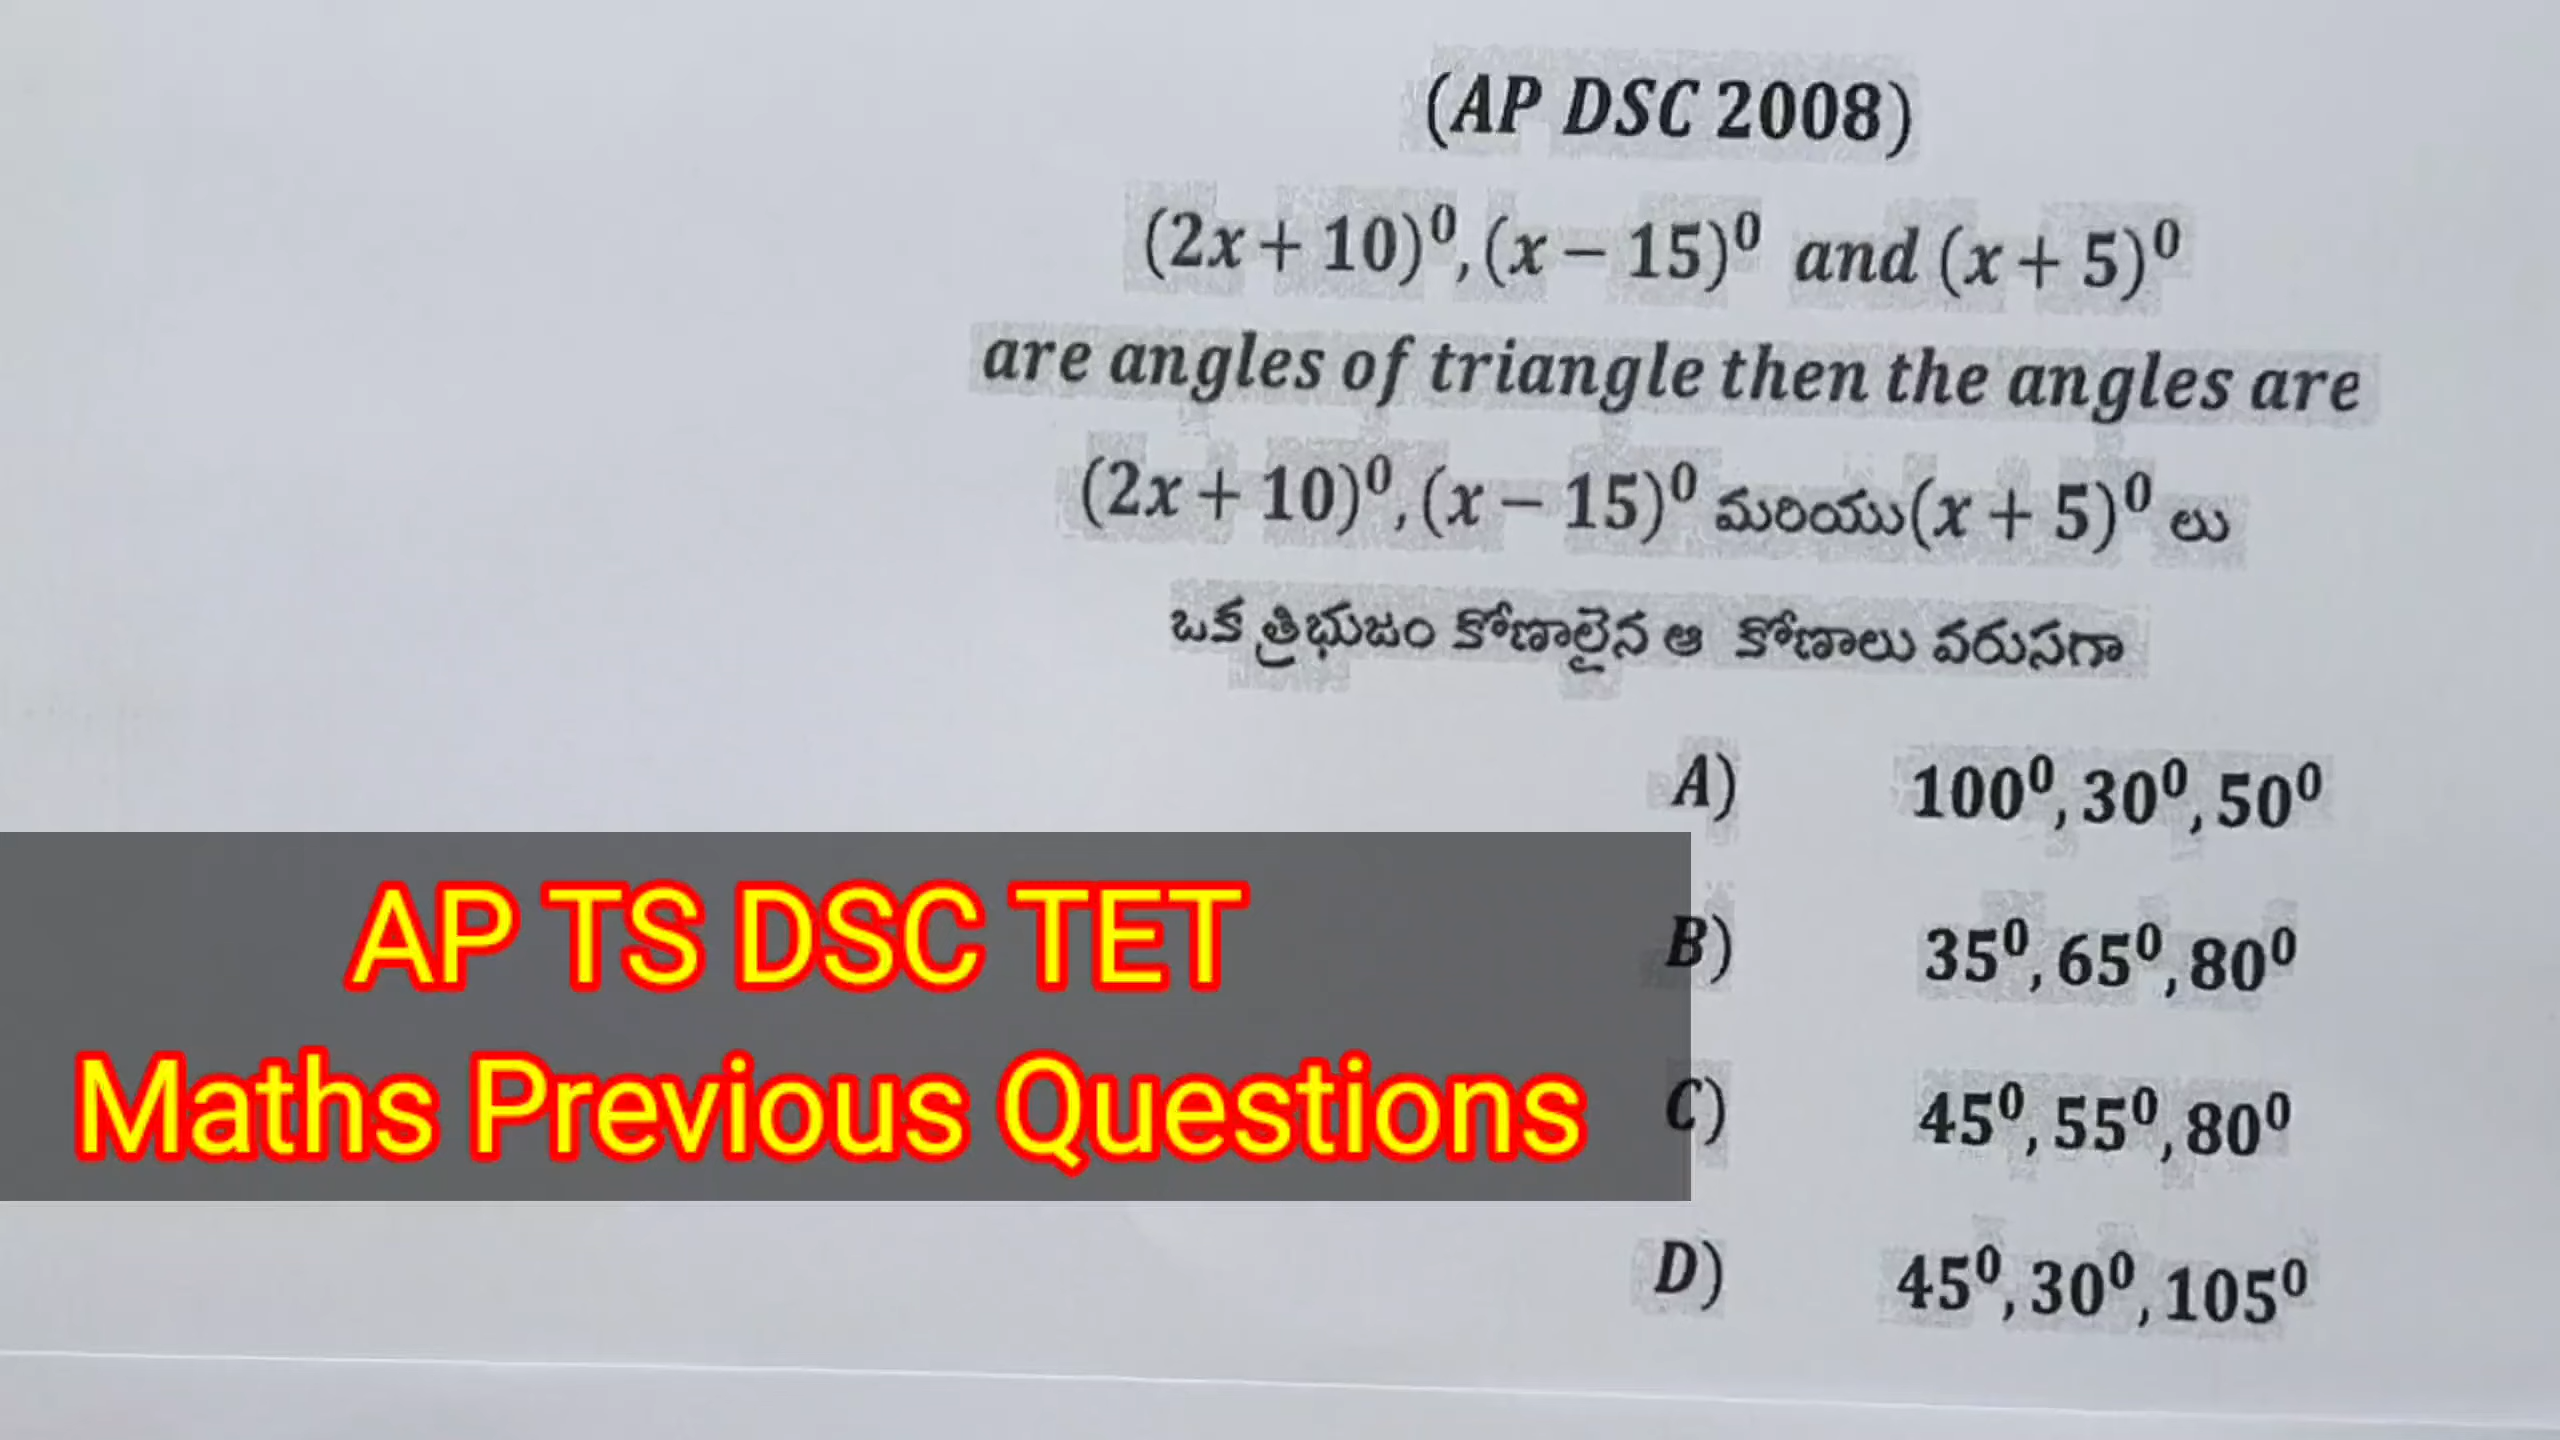 (AP DSC 2008)
(2x + 10)⁰, (x − 15)⁰ and (x + 5)⁰
are angles of triangle then the angles are
(2x + 10)⁰, (x − 15)⁰ మరియు(x + 5)⁰ లు
ఒక త్రిభుజం కోణాలైన ఆ కోణాలు వరుసగా
A) 100⁰, 30⁰, 50⁰
B) 35⁰, 65⁰, 80⁰
C) 45⁰, 55⁰, 80⁰
D) 45⁰, 30⁰, 105⁰
AP TS DSC TET
Maths Previous Questions